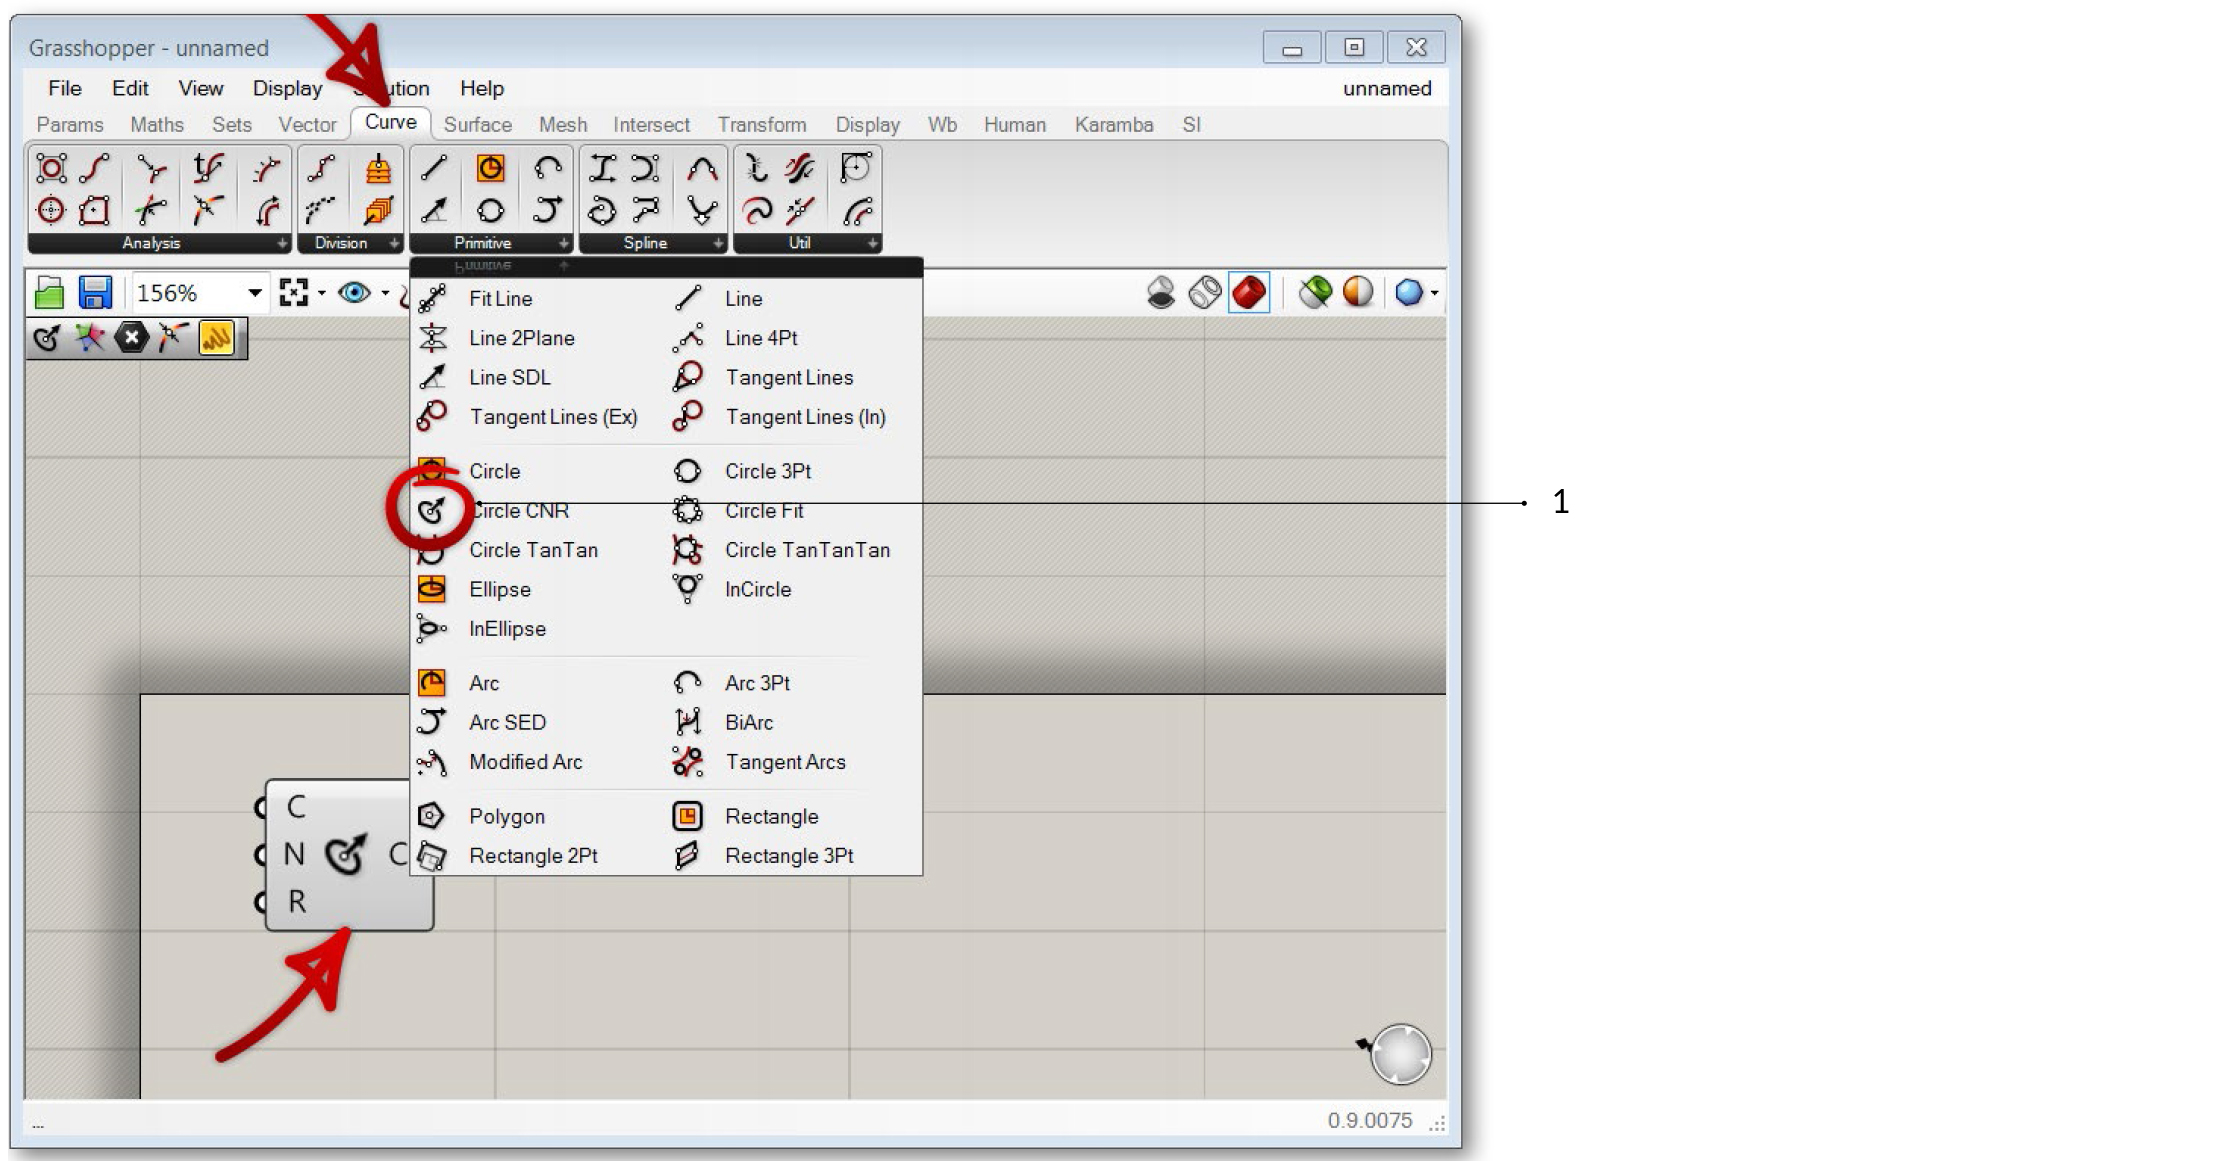 Grasshopper - unnamed
File Edit View Display Help
unnamed
Params Maths Sets Vector Curve Surface Mesh Intersect Transform Display Wb Human Karamba SI
Analysis Division Primitive Spline Util
Primitive
156%
Fit Line Line
Line 2Plane Line 4Pt
Line SDL Tangent Lines
Tangent Lines (Ex) Tangent Lines (In)
Circle Circle 3Pt
Circle CNR Circle Fit
1
Circle TanTan Circle TanTanTan
Ellipse InCircle
InEllipse
Arc Arc 3Pt
Arc SED BiArc
Modified Arc Tangent Arcs
Polygon Rectangle
Rectangle 2Pt Rectangle 3Pt
C
N C
R
...
0.9.0075